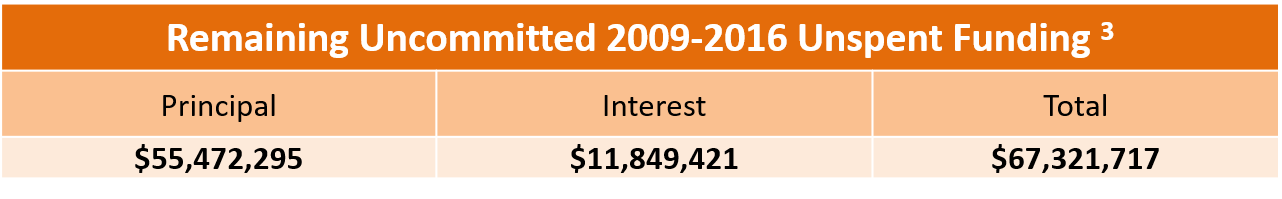 Remaining Uncommitted 2009-2016 Unspent Funding ³
Principal Interest Total
$55,472,295 $11,849,421 $67,321,717